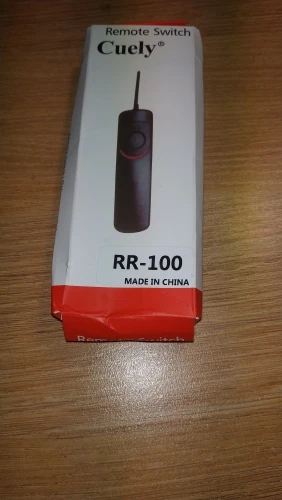 Remote Switch
Cuely®
RR-100
MADE IN CHINA
Remote Switch